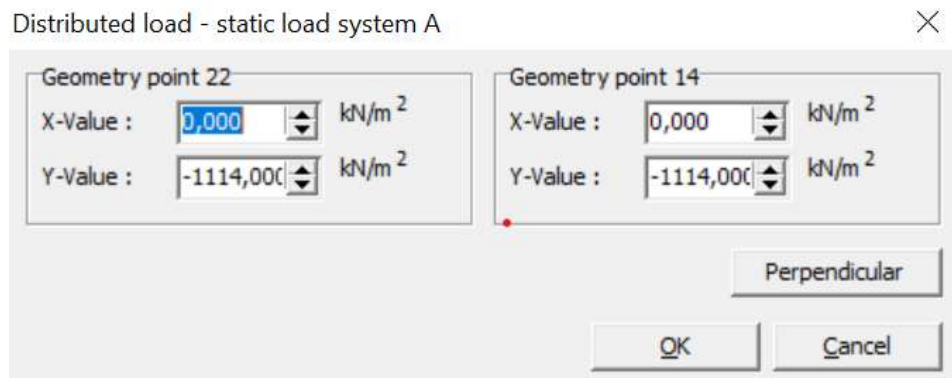 Distributed load - static load system A
Geometry point 22
X-Value : 0,000 kN/m 2
Y-Value : -1114,000 kN/m 2
Geometry point 14
X-Value : 0,000 kN/m 2
Y-Value : -1114,000 kN/m 2
Perpendicular
OK
Cancel